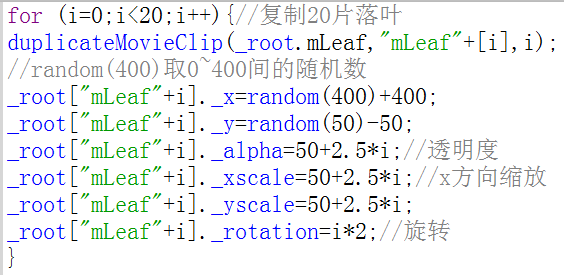 for (i=0;i<20;i++){//复制20片落叶
duplicateMovieClip(_root.mLeaf,"mLeaf"+[i],i);
//random(400)取0~400间的随机数
_root["mLeaf"+i]._x=random(400)+400;
_root["mLeaf"+i]._y=random(50)-50;
_root["mLeaf"+i]._alpha=50+2.5*i;//透明度
_root["mLeaf"+i]._xscale=50+2.5*i;//x方向缩放
_root["mLeaf"+i]._yscale=50+2.5*i;
_root["mLeaf"+i]._rotation=i*2;//旋转
}